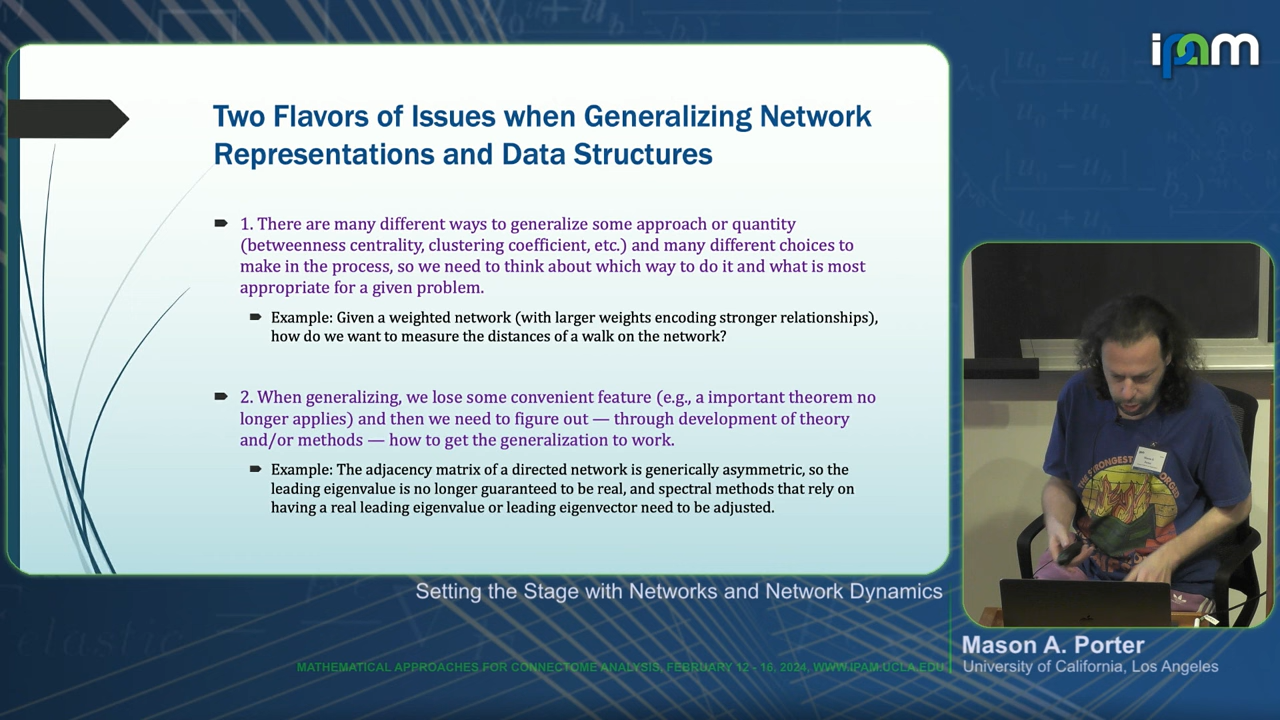 ipam
Two Flavors of Issues when Generalizing Network
Representations and Data Structures
1. There are many different ways to generalize some approach or quantity
(betweenness centrality, clustering coefficient, etc.) and many different choices to
make in the process, so we need to think about which way to do it and what is most
appropriate for a given problem.
Example: Given a weighted network (with larger weights encoding stronger relationships),
how do we want to measure the distances of a walk on the network?
2. When generalizing, we lose some convenient feature (e.g., a important theorem no
longer applies) and then we need to figure out — through development of theory
and/or methods — how to get the generalization to work.
Example: The adjacency matrix of a directed network is generically asymmetric, so the
leading eigenvalue is no longer guaranteed to be real, and spectral methods that rely on
having a real leading eigenvalue or leading eigenvector need to be adjusted.
Setting the Stage with Networks and Network Dynamics
elastic
Mason A. Porter
University of California, Los Angeles
MATHEMATICAL APPROACHES FOR CONNECTOME ANALYSIS, FEBRUARY 12 - 16, 2024, WWW.IPAM.UCLA.EDU